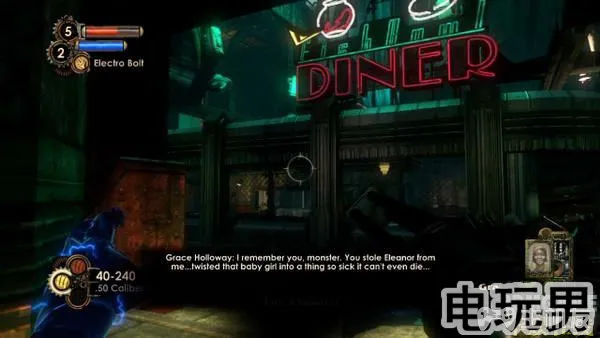 5
2
Electro Bolt
DINER
Grace Holloway: I remember you, monster. You stole Eleanor from
me...twisted that baby girl into a thing so sick it can't even die...
40-240
.50 Calibe
Gra
电玩男